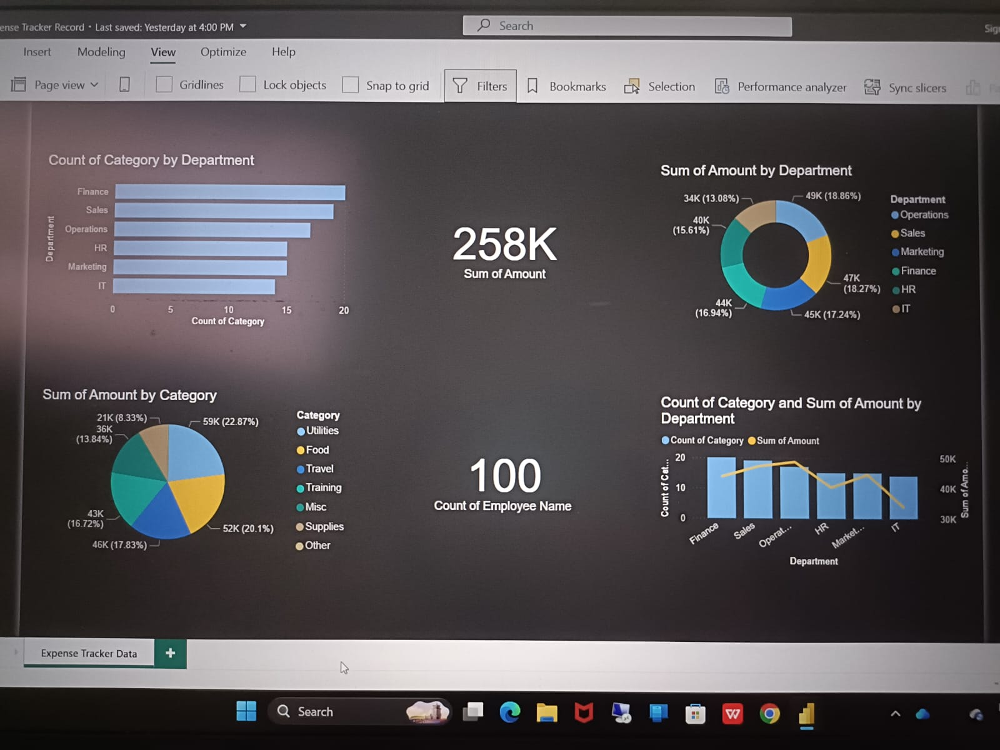 ense Tracker Record • Last saved: Yesterday at 4:00 PM
Search
Sig
Insert
Modeling
View
Optimize
Help
Page view
Gridlines
Lock objects
Snap to grid
Filters
Bookmarks
Selection
Performance analyzer
Sync slicers
Count of Category by Department
Department
Finance
Sales
Operations
HR
Marketing
IT
0
5
10
15
20
Count of Category
258K
Sum of Amount
Sum of Amount by Department
34K (13.08%)
49K (18.86%)
40K
(15.61%)
47K
(18.27%)
44K
(16.94%)
45K (17.24%)
Department
Operations
Sales
Marketing
Finance
HR
IT
Sum of Amount by Category
21K (8.33%)
59K (22.87%)
36K
(13.84%)
43K
(16.72%)
52K (20.1%)
46K (17.83%)
Category
Utilities
Food
Travel
Training
Misc
Supplies
Other
100
Count of Employee Name
Count of Category and Sum of Amount by
Department
Count of Category
Sum of Amount
Count of Cat...
20
10
0
50K
40K
30K
Sum of Amo...
Finance
Sales
Operat...
HR
Market...
IT
Department
Expense Tracker Data
+
Search
W